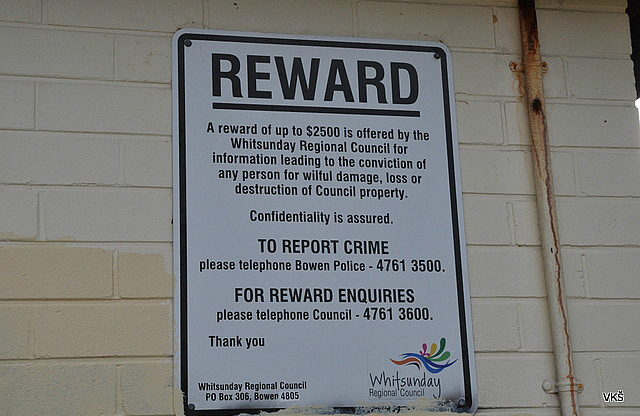 REWARD
A reward of up to $2500 is offered by the
Whitsunday Regional Council for
information leading to the conviction of
any person for wilful damage, loss or
destruction of Council property.
Confidentiality is assured.
TO REPORT CRIME
please telephone Bowen Police - 4761 3500.
FOR REWARD ENQUIRIES
please telephone Council - 4761 3600.
Thank you
Whitsunday Regional Council
PO Box 306, Bowen 4805
Whitsunday
Regional Council
VKŠ